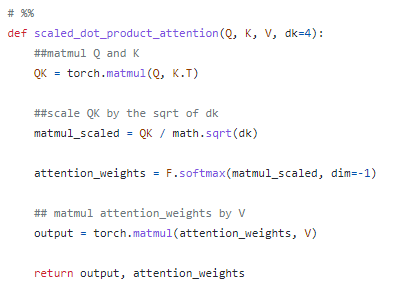 # %%
def scaled_dot_product_attention(Q, K, V, dk=4):
    ##matmul Q and K
    QK = torch.matmul(Q, K.T)

    ##scale QK by the sqrt of dk
    matmul_scaled = QK / math.sqrt(dk)

    attention_weights = F.softmax(matmul_scaled, dim=-1)

    ## matmul attention_weights by V
    output = torch.matmul(attention_weights, V)

    return output, attention_weights